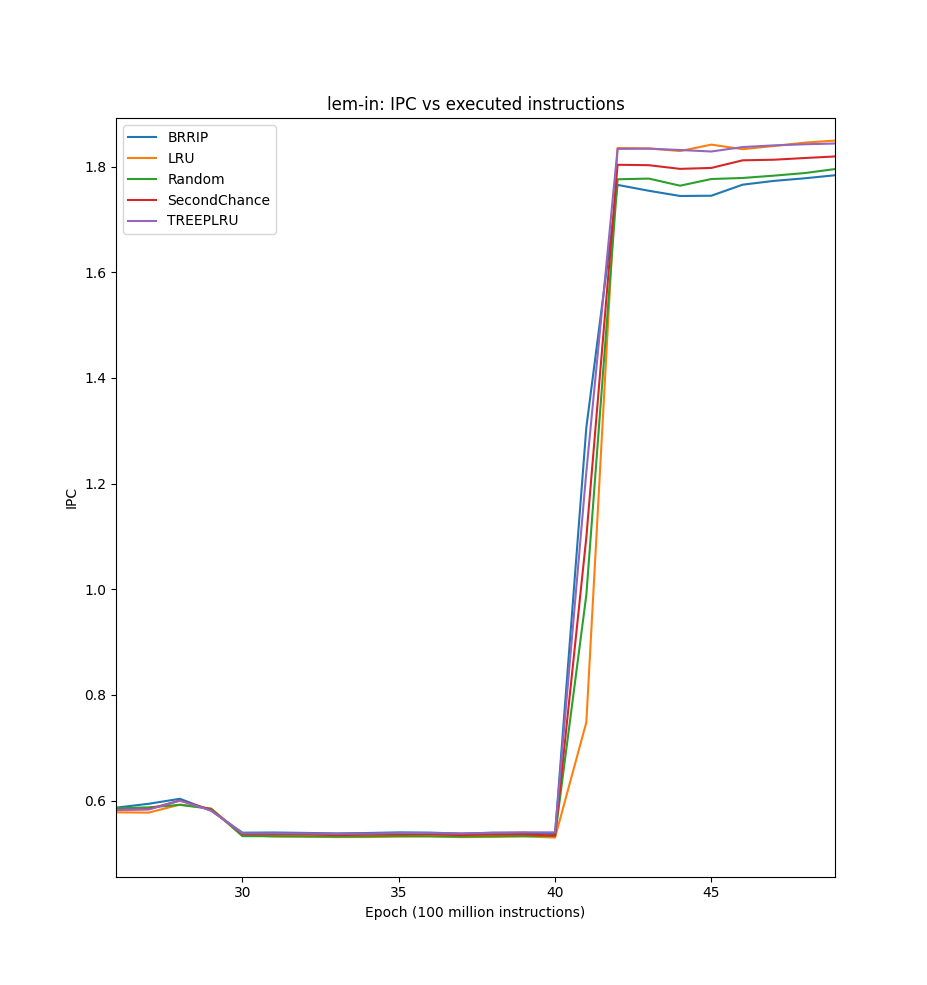 lem-in: IPC vs executed instructions
BRRIP
LRU
Random
SecondChance
TREEPLRU
IPC
1.8
1.6
1.4
1.2
1.0
0.8
0.6
30 35 40 45
Epoch (100 million instructions)